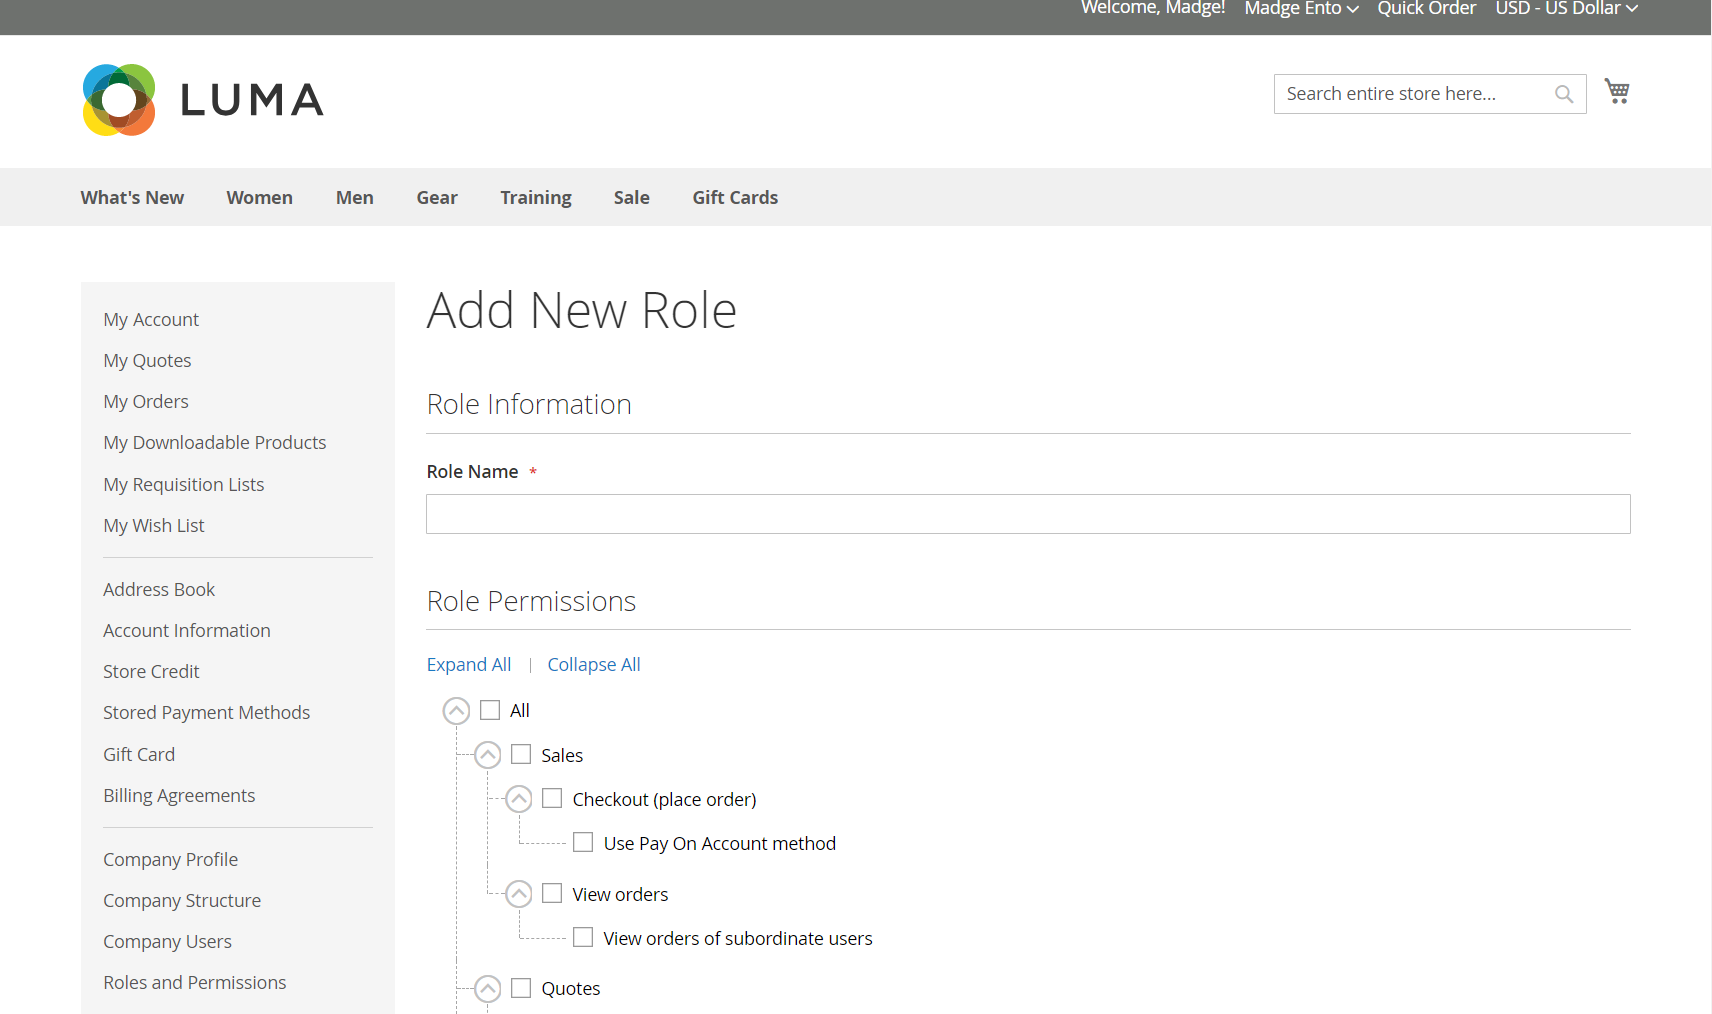 Welcome, Madge! Madge Ento Quick Order USD - US Dollar
LUMA
Search entire store here...
What's New Women Men Gear Training Sale Gift Cards
My Account
My Quotes
My Orders
My Downloadable Products
My Requisition Lists
My Wish List
Address Book
Account Information
Store Credit
Stored Payment Methods
Gift Card
Billing Agreements
Company Profile
Company Structure
Company Users
Roles and Permissions
Add New Role
Role Information
Role Name *
Role Permissions
Expand All | Collapse All
All
Sales
Checkout (place order)
Use Pay On Account method
View orders
View orders of subordinate users
Quotes